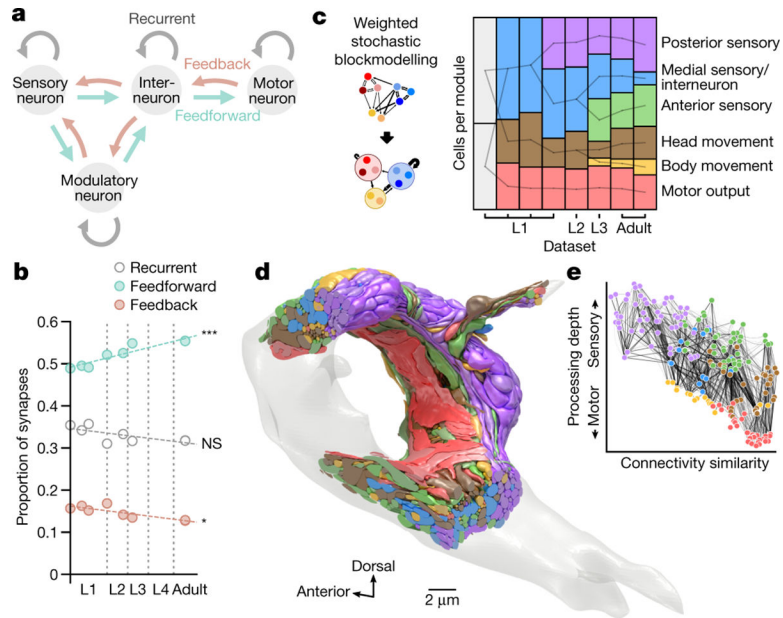 a
Recurrent
Feedback
Sensory
neuron
Inter-
neuron
Motor
neuron
Feedforward
Modulatory
neuron
b
Recurrent
Feedforward
Feedback
Proportion of synapses
0.6
0.5
0.4
0.3
0.2
0.1
0
***
NS
*
L1
L2
L3
L4
Adult
c
Weighted
stochastic
blockmodelling
Cells per module
Posterior sensory
Medial sensory/
interneuron
Anterior sensory
Head movement
Body movement
Motor output
L1
L2
L3
Adult
Dataset
d
Dorsal
Anterior
2 μm
e
Processing depth
Motor
Sensory
Connectivity similarity